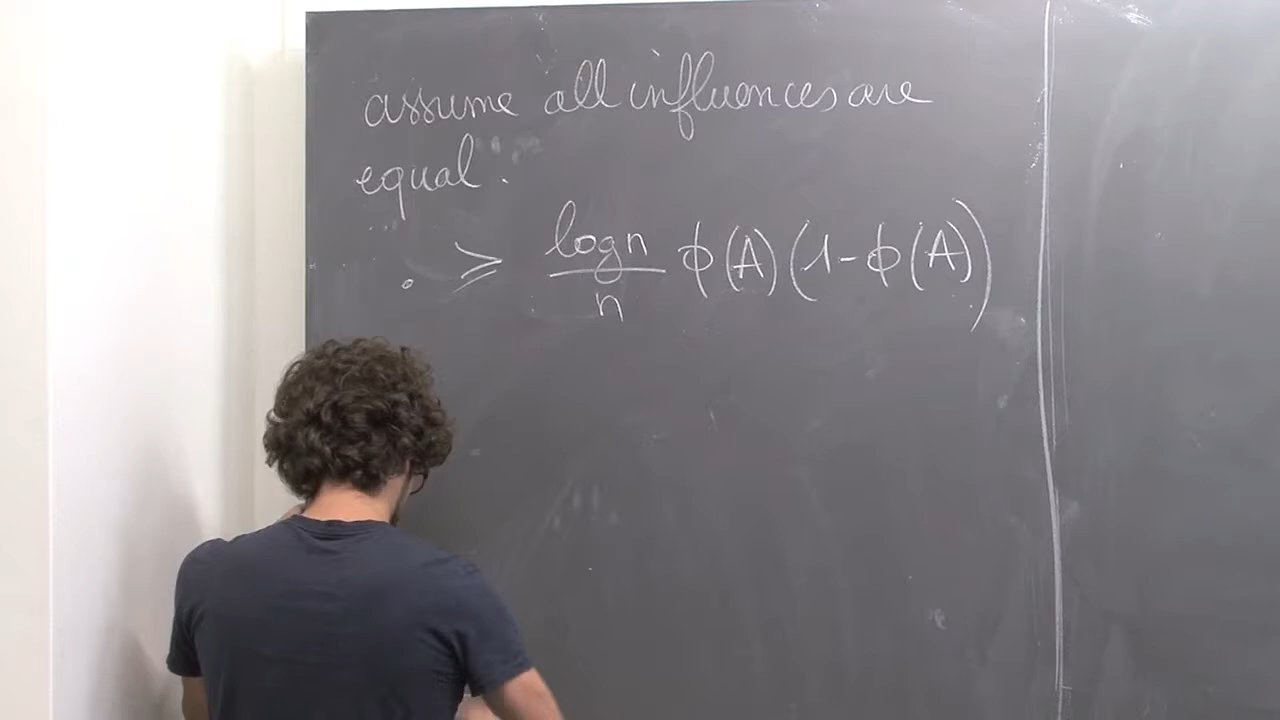 assume all influences are
equal:
. ≥ log n / n ϕ(A)(1-ϕ(A))